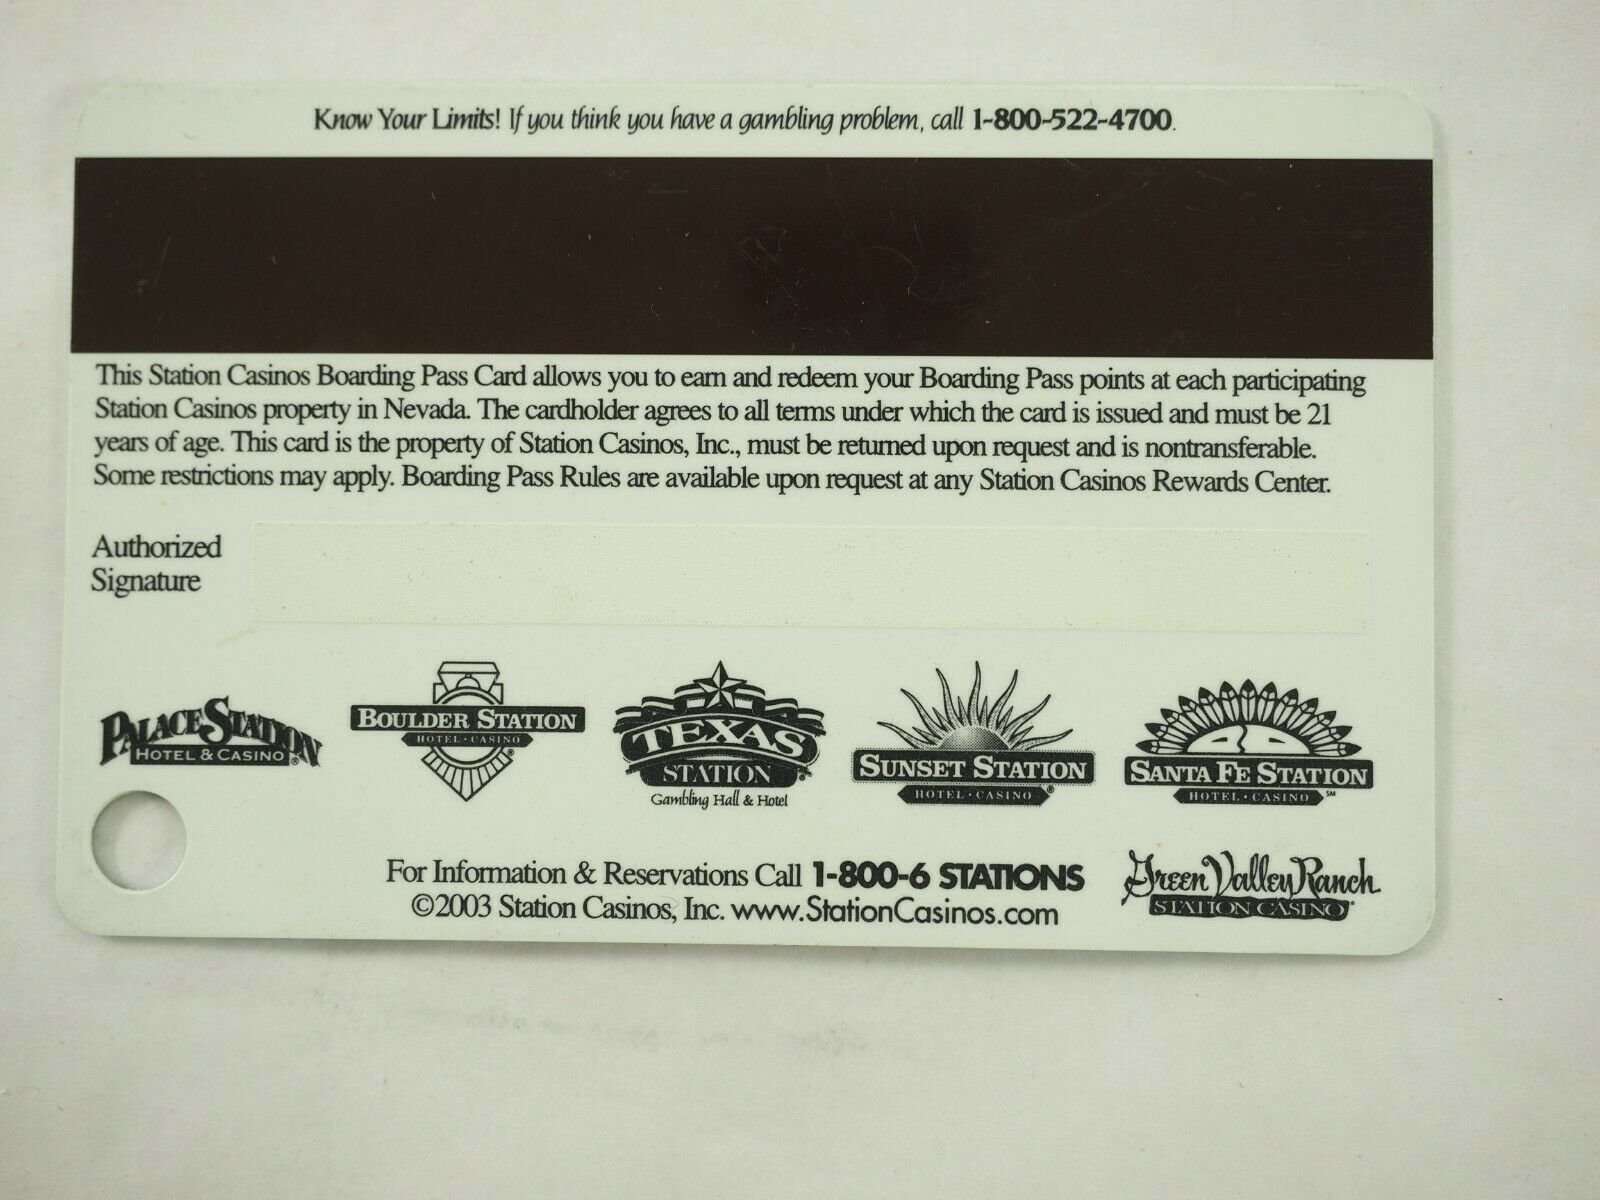 Know Your Limits! If you think you have a gambling problem, call 1-800-522-4700.
This Station Casinos Boarding Pass Card allows you to earn and redeem your Boarding Pass points at each participating
Station Casinos property in Nevada. The cardholder agrees to all terms under which the card is issued and must be 21
years of age. This card is the property of Station Casinos, Inc., must be returned upon request and is nontransferable.
Some restrictions may apply. Boarding Pass Rules are available upon request at any Station Casinos Rewards Center.
Authorized
Signature
PALACE STATION
HOTEL & CASINO®
BOULDER STATION
HOTEL · CASINO®
TEXAS
STATION
Gambling Hall & Hotel
SUNSET STATION
HOTEL · CASINO®
SANTA FE STATION
HOTEL · CASINO℠
For Information & Reservations Call 1-800-6 STATIONS
©2003 Station Casinos, Inc. www.StationCasinos.com
Green Valley Ranch
STATION CASINO